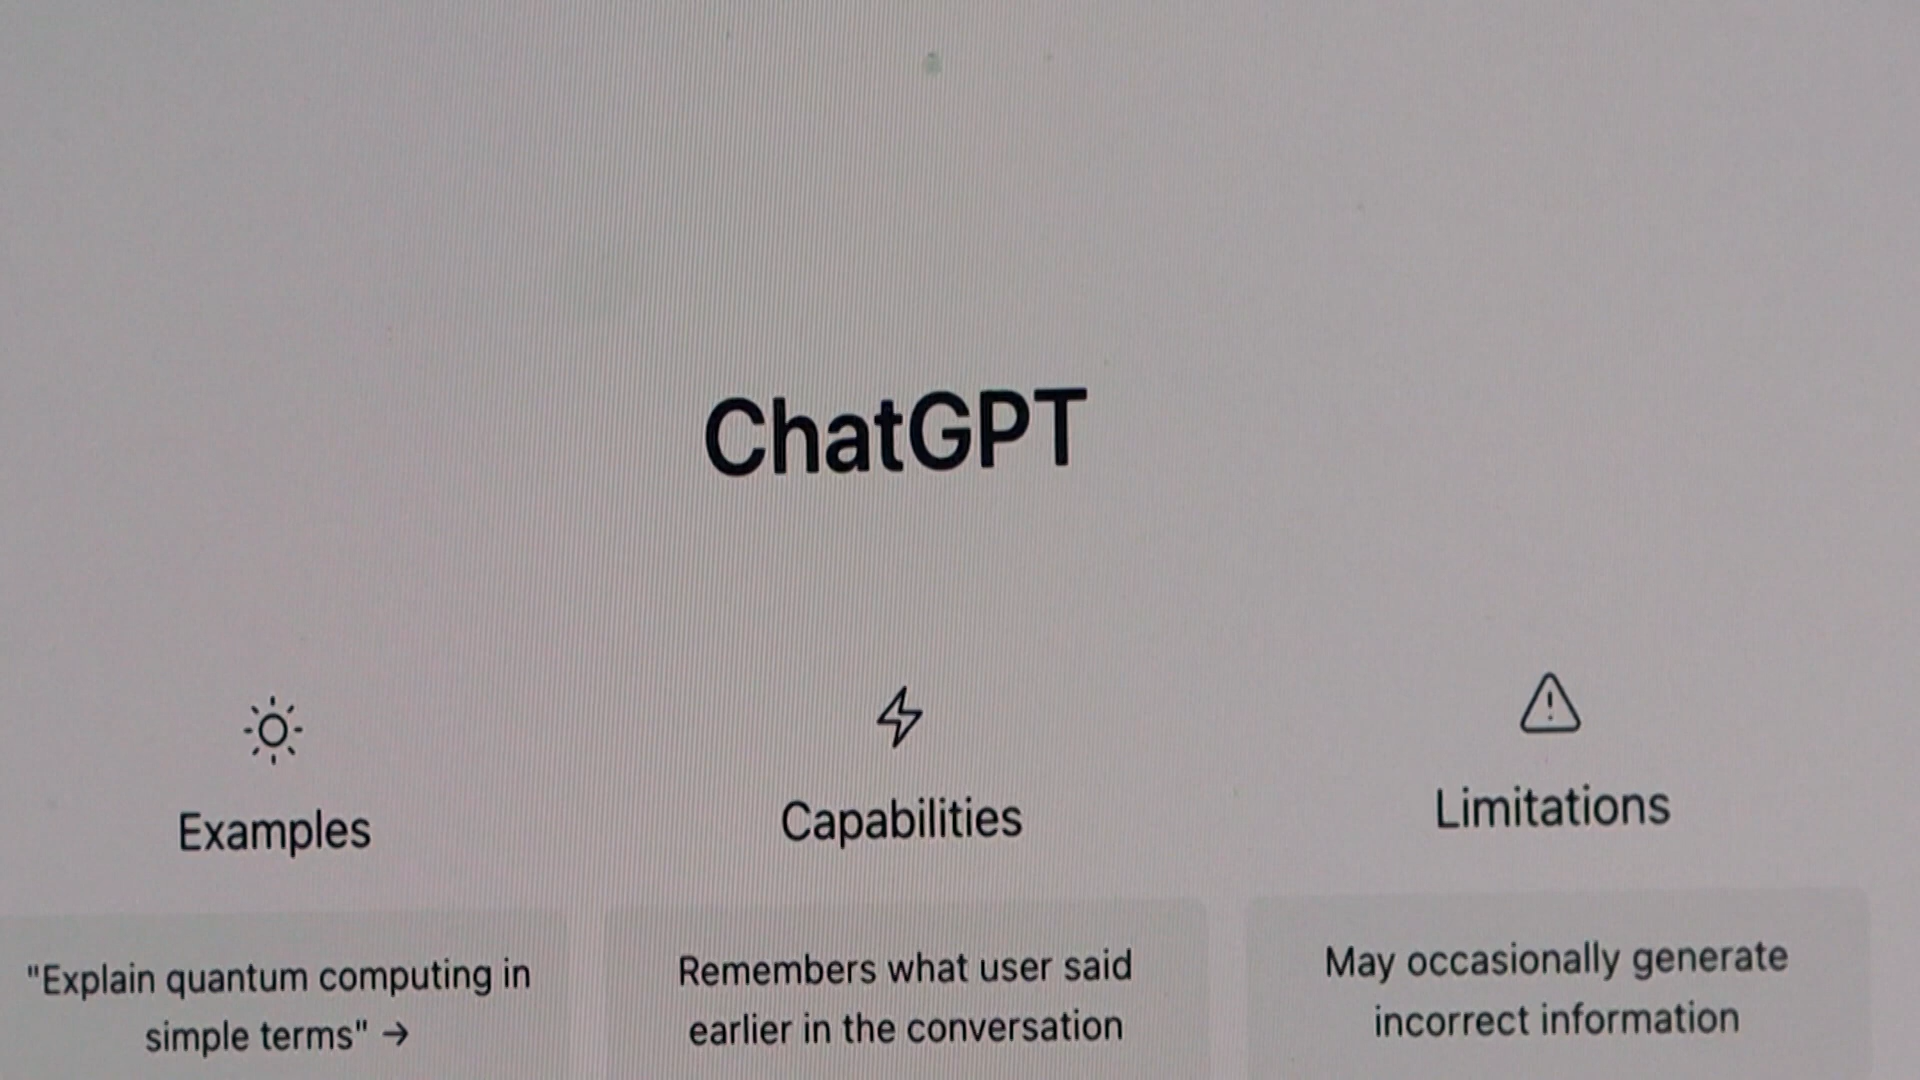 ChatGPT
Examples
Capabilities
Limitations
"Explain quantum computing in
simple terms" →
Remembers what user said
earlier in the conversation
May occasionally generate
incorrect information